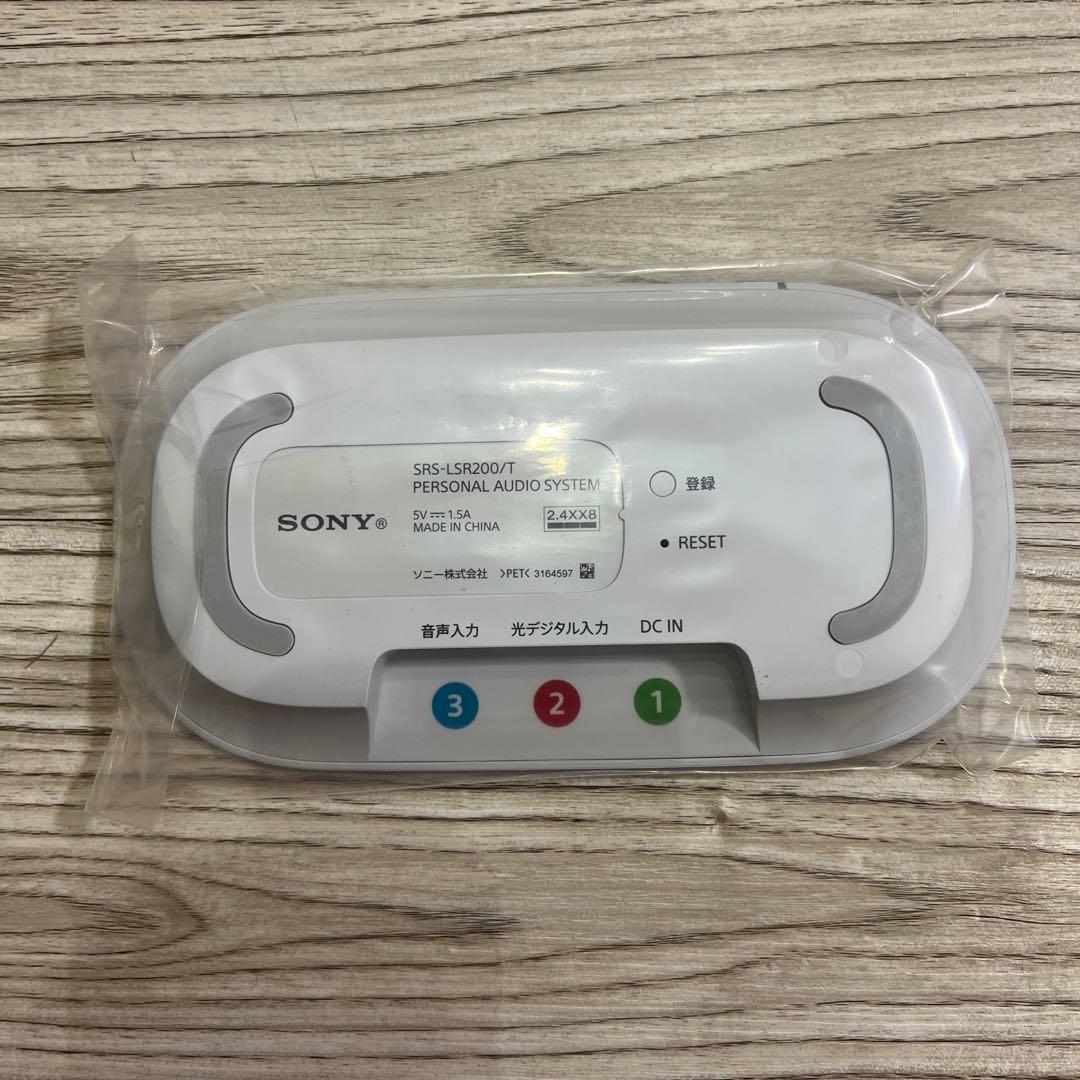 SRS-LSR200/T
PERSONAL AUDIO SYSTEM
SONY®
5V⎓1.5A
MADE IN CHINA
2.4XX8
ソニー株式会社 >PET< 3164597
登録
RESET
音声入力 光デジタル入力 DC IN
3 2 1